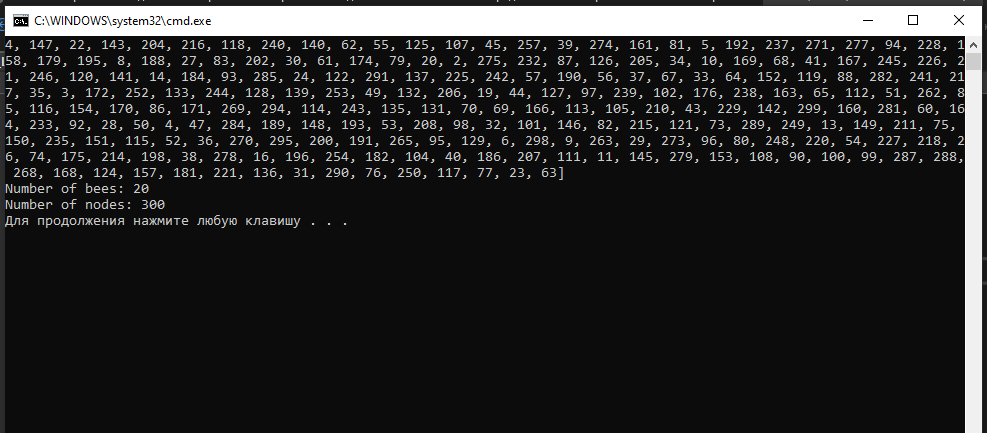 C:\WINDOWS\system32\cmd.exe
4, 147, 22, 143, 204, 216, 118, 240, 140, 62, 55, 125, 107, 45, 257, 39, 274, 161, 81, 5, 192, 237, 271, 277, 94, 228, 1
58, 179, 195, 8, 188, 27, 83, 202, 30, 61, 174, 79, 20, 2, 275, 232, 87, 126, 205, 34, 10, 169, 68, 41, 167, 245, 226, 2
1, 246, 120, 141, 14, 184, 93, 285, 24, 122, 291, 137, 225, 242, 57, 190, 56, 37, 67, 33, 64, 152, 119, 88, 282, 241, 21
7, 35, 3, 172, 252, 133, 244, 128, 139, 253, 49, 132, 206, 19, 44, 127, 97, 239, 102, 176, 238, 163, 65, 112, 51, 262, 8
5, 116, 154, 170, 86, 171, 269, 294, 114, 243, 135, 131, 70, 69, 166, 113, 105, 210, 43, 229, 142, 299, 160, 281, 60, 16
4, 233, 92, 28, 50, 4, 47, 284, 189, 148, 193, 53, 208, 98, 32, 101, 146, 82, 215, 121, 73, 289, 249, 13, 149, 211, 75,
150, 235, 151, 115, 52, 36, 270, 295, 200, 191, 265, 95, 129, 6, 298, 9, 263, 29, 273, 96, 80, 248, 220, 54, 227, 218, 2
6, 74, 175, 214, 198, 38, 278, 16, 196, 254, 182, 104, 40, 186, 207, 111, 11, 145, 279, 153, 108, 90, 100, 99, 287, 288,
268, 168, 124, 157, 181, 221, 136, 31, 290, 76, 250, 117, 77, 23, 63]
Number of bees: 20
Number of nodes: 300
Для продолжения нажмите любую клавишу . . .